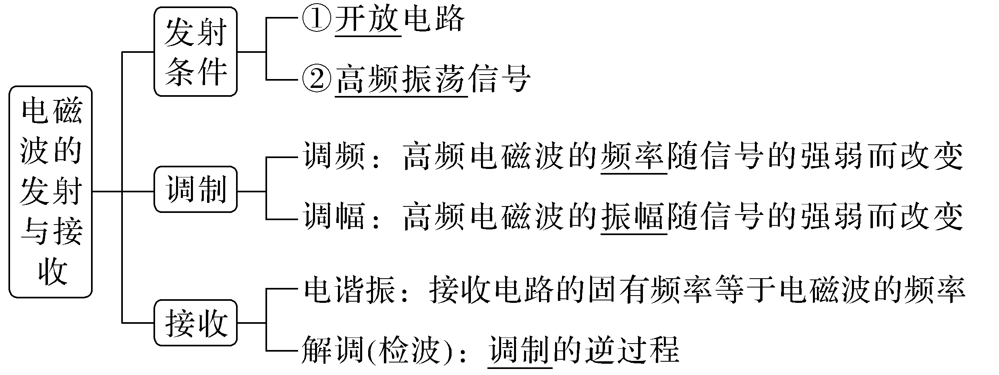 电磁
波的
发射
与接
收
发射
条件
①开放电路
②高频振荡信号
调制
调频：高频电磁波的频率随信号的强弱而改变
调幅：高频电磁波的振幅随信号的强弱而改变
接收
电谐振：接收电路的固有频率等于电磁波的频率
解调(检波)：调制的逆过程